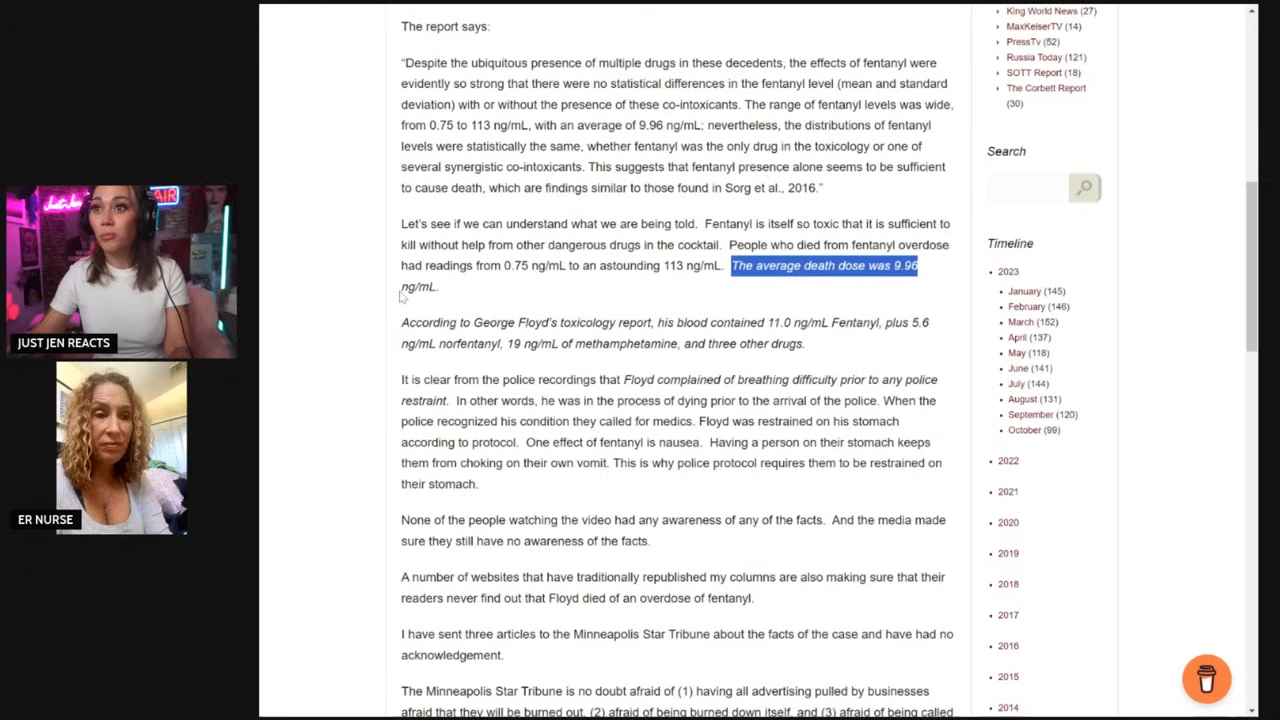 The report says:
“Despite the ubiquitous presence of multiple drugs in these decedents, the effects of fentanyl were
evidently so strong that there were no statistical differences in the fentanyl level (mean and standard
deviation) with or without the presence of these co-intoxicants. The range of fentanyl levels was wide,
from 0.75 to 113 ng/mL, with an average of 9.96 ng/mL; nevertheless, the distributions of fentanyl
levels were statistically the same, whether fentanyl was the only drug in the toxicology or one of
several synergistic co-intoxicants. This suggests that fentanyl presence alone seems to be sufficient
to cause death, which are findings similar to those found in Sorg et al., 2016.”
Let’s see if we can understand what we are being told. Fentanyl is itself so toxic that it is sufficient to
kill without help from other dangerous drugs in the cocktail. People who died from fentanyl overdose
had readings from 0.75 ng/mL to an astounding 113 ng/mL. The average death dose was 9.96
ng/mL.
According to George Floyd’s toxicology report, his blood contained 11.0 ng/mL Fentanyl, plus 5.6
ng/mL norfentanyl, 19 ng/mL of methamphetamine, and three other drugs.
It is clear from the police recordings that Floyd complained of breathing difficulty prior to any police
restraint. In other words, he was in the process of dying prior to the arrival of the police. When the
police recognized his condition they called for medics. Floyd was restrained on his stomach
according to protocol. One effect of fentanyl is nausea. Having a person on their stomach keeps
them from choking on their own vomit. This is why police protocol requires them to be restrained on
their stomach.
None of the people watching the video had any awareness of any of the facts. And the media made
sure they still have no awareness of the facts.
A number of websites that have traditionally republished my columns are also making sure that their
readers never find out that Floyd died of an overdose of fentanyl.
I have sent three articles to the Minneapolis Star Tribune about the facts of the case and have had no
acknowledgement.
The Minneapolis Star Tribune is no doubt afraid of (1) having all advertising pulled by businesses
afraid that they will be burned out, (2) afraid of being burned down itself, and (3) afraid of being called
King World News (27)
MaxKeiserTV (14)
PressTv (52)
Russia Today (121)
SOTT Report (18)
The Corbett Report
(30)
Search
Timeline
2023
January (145)
February (146)
March (152)
April (137)
May (118)
June (141)
July (144)
August (131)
September (120)
October (99)
2022
2021
2020
2019
2018
2017
2016
2015
2014
AIR
JUST JEN REACTS
ER NURSE